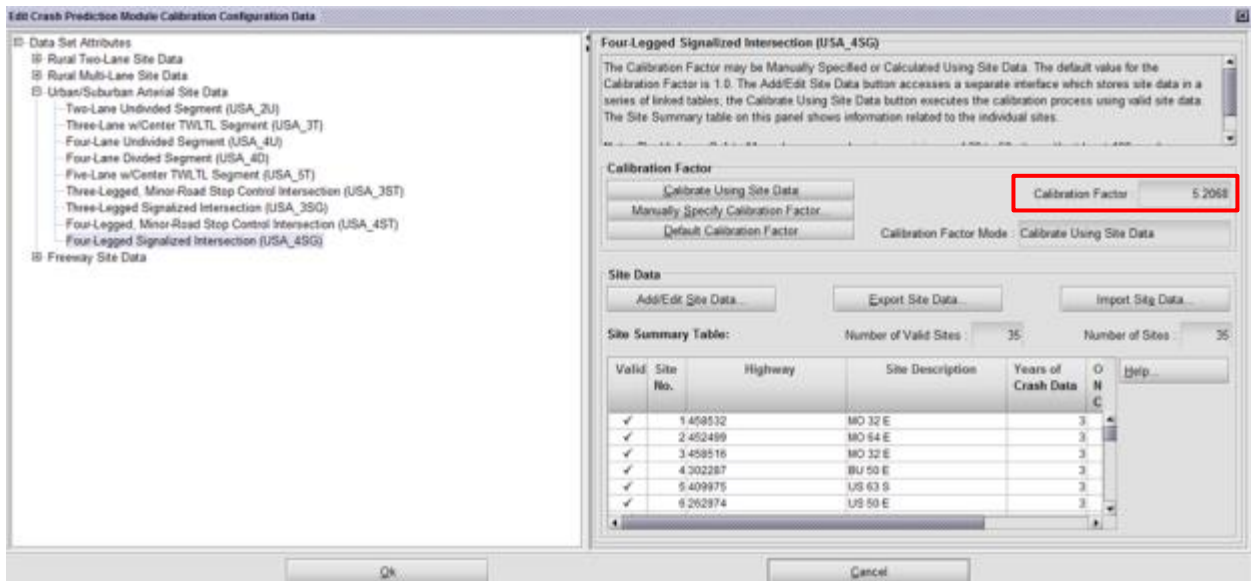 Edit Crash Prediction Module Calibration Configuration Data
Data Set Attributes
Rural Two-Lane Site Data
Rural Multi-Lane Site Data
Urban/Suburban Arterial Site Data
Two-Lane Undivided Segment (USA_2U)
Three-Lane w/Center TWLTL Segment (USA_3T)
Four-Lane Undivided Segment (USA_4U)
Four-Lane Divided Segment (USA_4D)
Five-Lane w/Center TWLTL Segment (USA_5T)
Three-Legged, Minor-Road Stop Control Intersection (USA_3ST)
Three-Legged Signalized Intersection (USA_3SG)
Four-Legged, Minor-Road Stop Control Intersection (USA_4ST)
Four-Legged Signalized Intersection (USA_4SG)
Freeway Site Data
Four-Legged Signalized Intersection (USA_4SG)
The Calibration Factor may be Manually Specified or Calculated Using Site Data. The default value for the
Calibration Factor is 1.0. The Add/Edit Site Data button accesses a separate interface which stores site data in a
series of linked tables; the Calibrate Using Site Data button executes the calibration process using valid site data.
The Site Summary table on this panel shows information related to the individual sites.
Calibration Factor
Calibrate Using Site Data
Calibration Factor : 5.2068
Manually Specify Calibration Factor...
Default Calibration Factor
Calibration Factor Mode : Calibrate Using Site Data
Site Data
Add/Edit Site Data...
Export Site Data...
Import Site Data...
Site Summary Table:
Number of Valid Sites : 35
Number of Sites : 35
Valid Site No. Highway Site Description Years of Crash Data O N C
Help...
✓ 1 458532 MO 32 E 3
✓ 2 452499 MO 64 E 3
✓ 3 458516 MO 32 E 3
✓ 4 302287 BU 50 E 3
✓ 5 409975 US 63 S 3
✓ 6 262974 US 50 E 3
Ok
Cancel